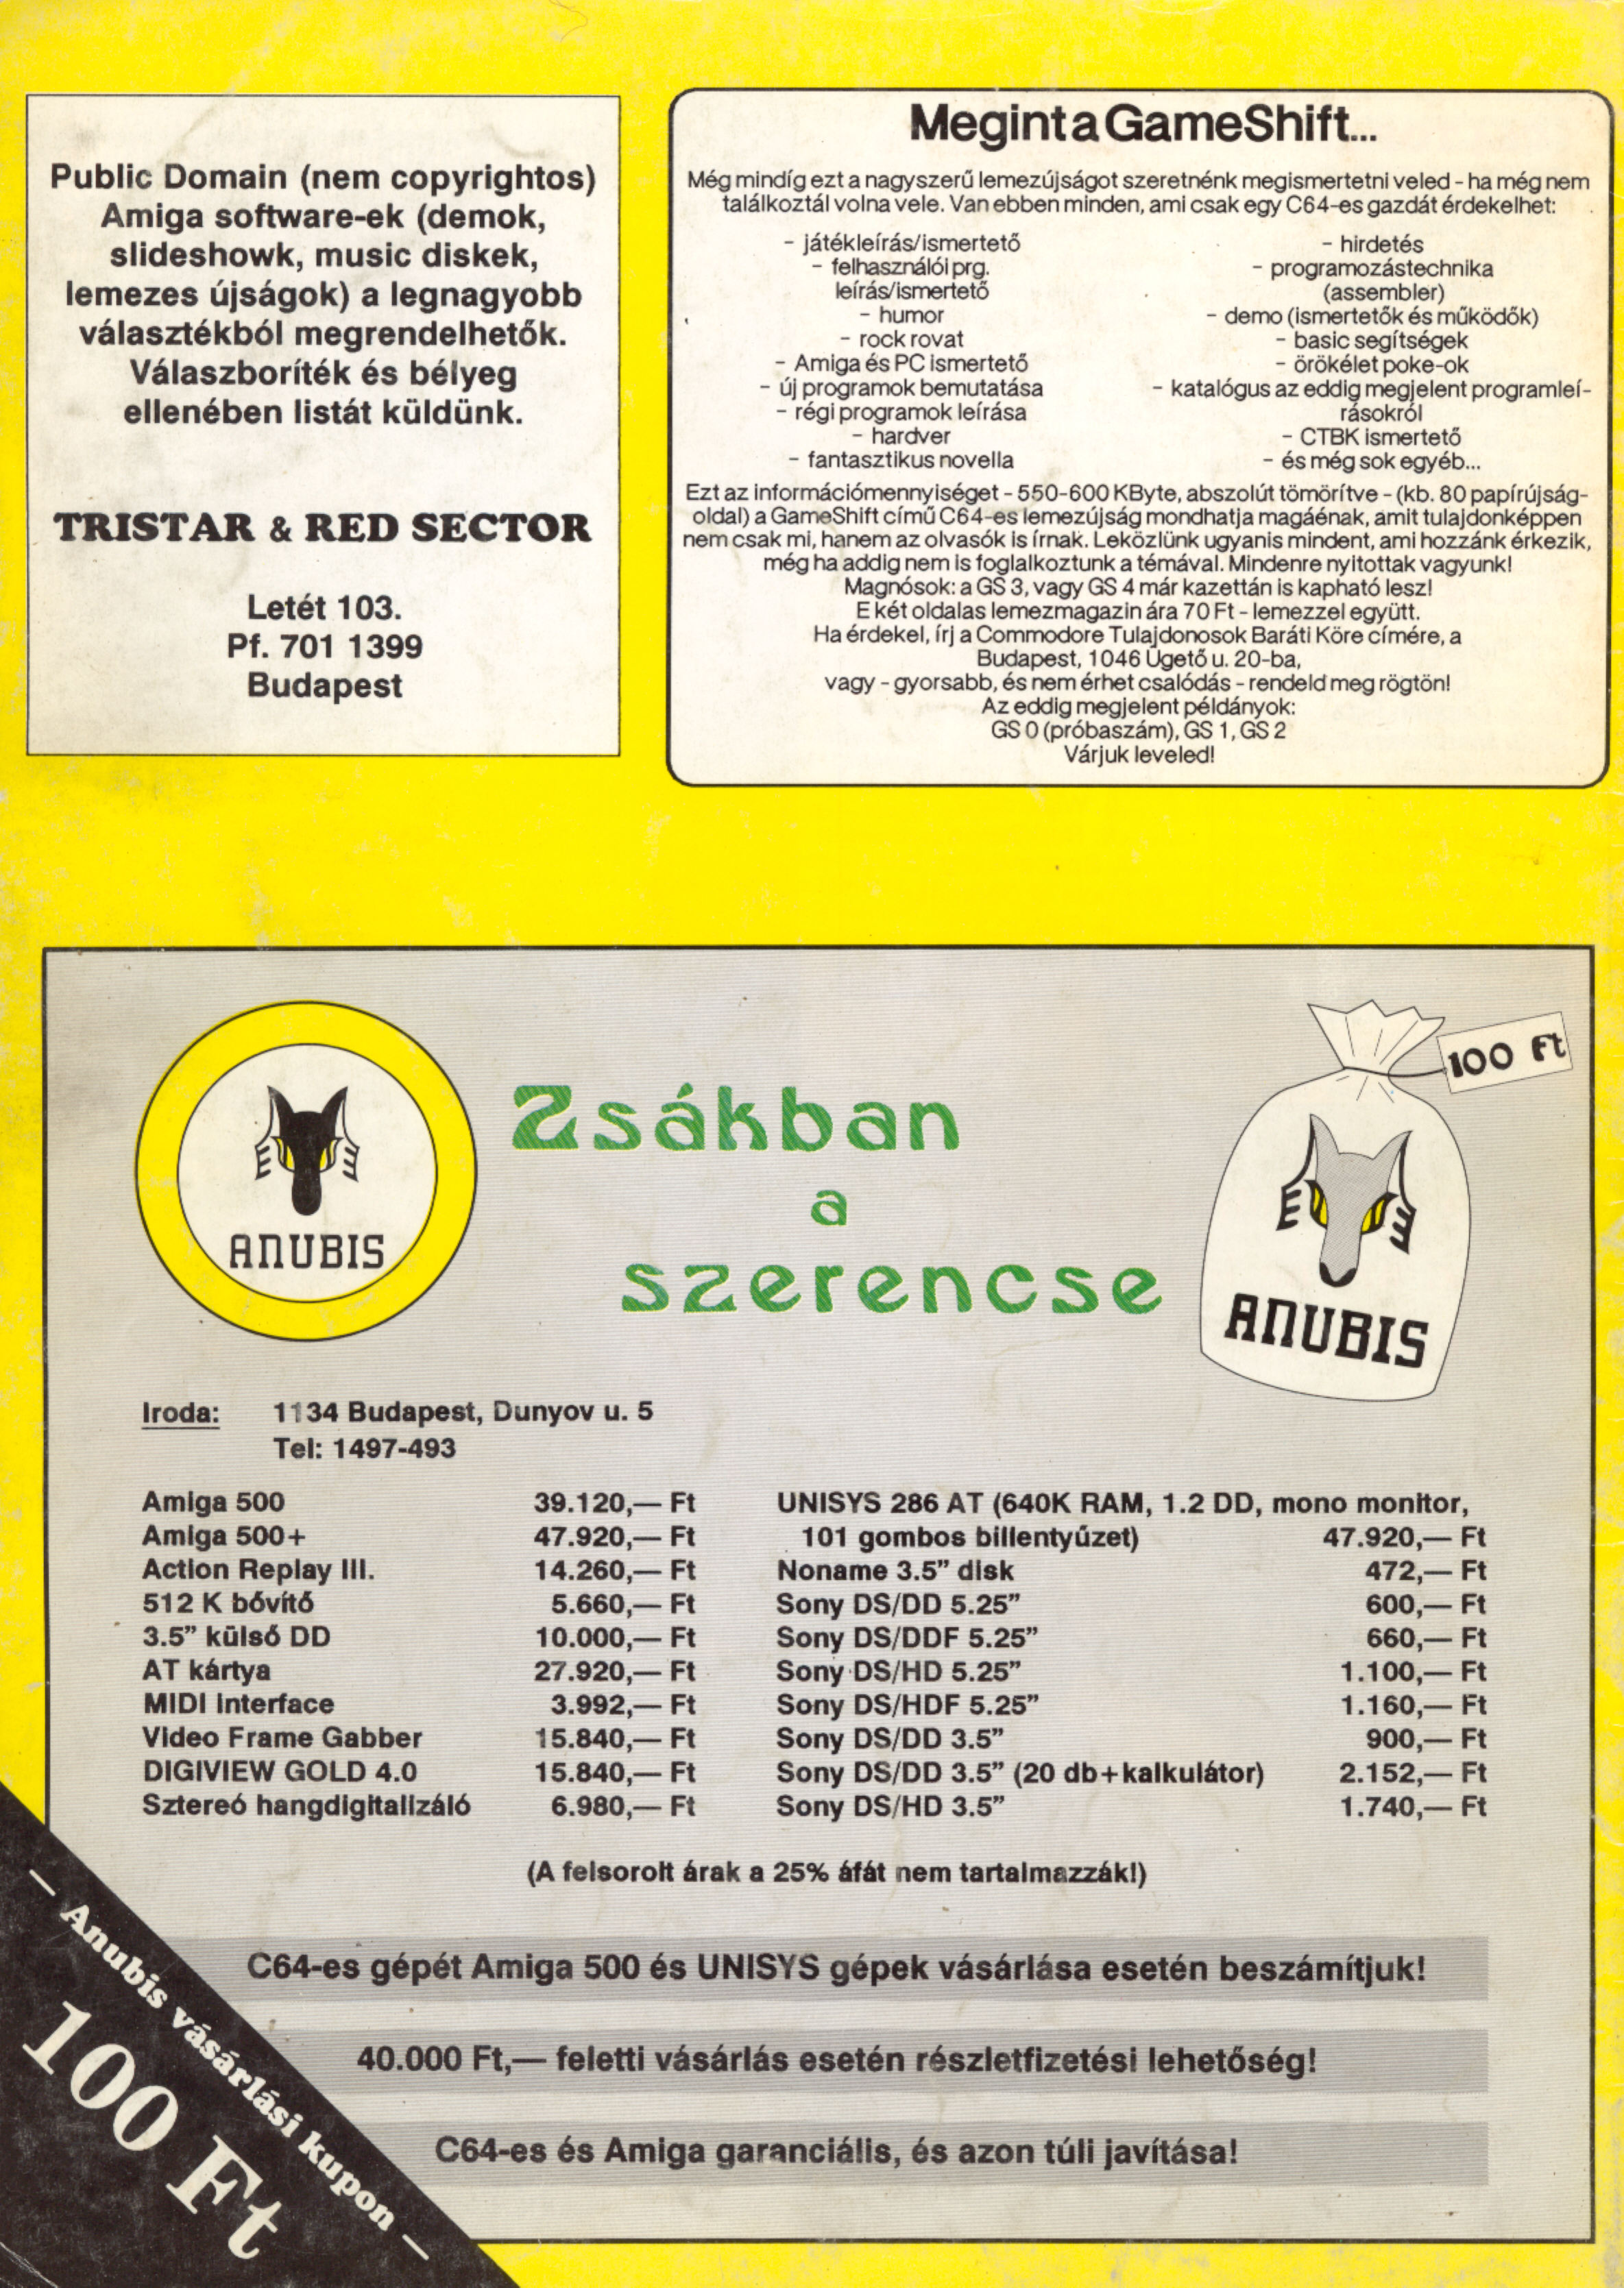 Public Domain (nem copyrightos)
Amiga software-ek (demok,
slideshowk, music diskek,
lemezes újságok) a legnagyobb
választékból megrendelhetők.
Válaszboríték és bélyeg
ellenében listát küldünk.
TRISTAR & RED SECTOR
Letét 103.
Pf. 701 1399
Budapest
Megint a GameShift...
Még mindíg ezt a nagyszerű lemezújságot szeretnénk megismertetni veled - ha még nem
találkoztál volna vele. Van ebben minden, ami csak egy C64-es gazdát érdekelhet:
- játékleírás/ismertető
- felhasználói prg.
leírás/ismertető
- humor
- rock rovat
- Amiga és PC ismertető
- új programok bemutatása
- régi programok leírása
- hardver
- fantasztikus novella
- hirdetés
- programozástechnika
(assembler)
- demo (ismertetők és működők)
- basic segítségek
- örökélet poke-ok
- katalógus az eddig megjelent programleí-
rásokról
- CTBK ismertető
- és még sok egyéb...
Ezt az információmennyiséget - 550-600 KByte, abszolút tömörítve - (kb. 80 papírújság-
oldal) a GameShift című C64-es lemezújság mondhatja magáénak, amit tulajdonképpen
nem csak mi, hanem az olvasók is írnak. Leközlünk ugyanis mindent, ami hozzánk érkezik,
még ha addig nem is foglalkoztunk a témával. Mindenre nyitottak vagyunk!
Magnósok: a GS 3, vagy GS 4 már kazettán is kapható lesz!
E két oldalas lemezmagazin ára 70 Ft - lemezzel együtt.
Ha érdekel, írj a Commodore Tulajdonosok Baráti Köre címére, a
Budapest, 1046 Ügető u. 20-ba,
vagy - gyorsabb, és nem érhet csalódás - rendeld meg rögtön!
Az eddig megjelent példányok:
GS 0 (próbaszám), GS 1, GS 2
Várjuk leveled!
ANUBIS
Zsákban
a
szerencse
100 Ft
ANUBIS
Iroda: 1134 Budapest, Dunyov u. 5
Tel: 1497-493
Amiga 500 39.120,— Ft
Amiga 500+ 47.920,— Ft
Action Replay III. 14.260,— Ft
512 K bővítő 5.660,— Ft
3.5” külső DD 10.000,— Ft
AT kártya 27.920,— Ft
MIDI interface 3.992,— Ft
Video Frame Gabber 15.840,— Ft
DIGIVIEW GOLD 4.0 15.840,— Ft
Sztereó hangdigitalizáló 6.980,— Ft
UNISYS 286 AT (640K RAM, 1.2 DD, mono monitor,
101 gombos billentyűzet) 47.920,— Ft
Noname 3.5” disk 472,— Ft
Sony DS/DD 5.25” 600,— Ft
Sony DS/DDF 5.25” 660,— Ft
Sony DS/HD 5.25” 1.100,— Ft
Sony DS/HDF 5.25” 1.160,— Ft
Sony DS/DD 3.5” 900,— Ft
Sony DS/DD 3.5” (20 db+kalkulátor) 2.152,— Ft
Sony DS/HD 3.5” 1.740,— Ft
(A felsorolt árak a 25% áfát nem tartalmazzák!)
C64-es gépét Amiga 500 és UNISYS gépek vásárlása esetén beszámítjuk!
40.000 Ft,— feletti vásárlás esetén részletfizetési lehetőség!
C64-es és Amiga garanciális, és azon túli javítása!
— Anubis vásárlási kupon —
100 Ft